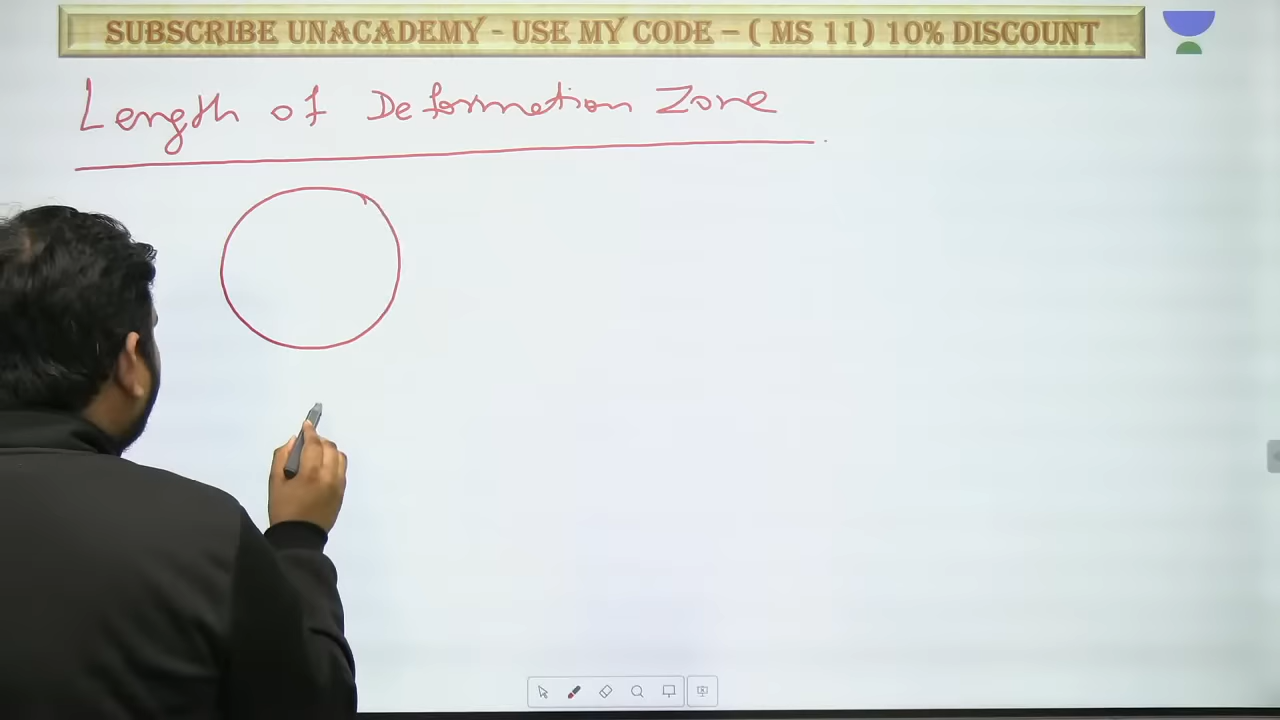 SUBSCRIBE UNACADEMY - USE MY CODE – ( MS 11) 10% DISCOUNT
Length of Deformation Zone